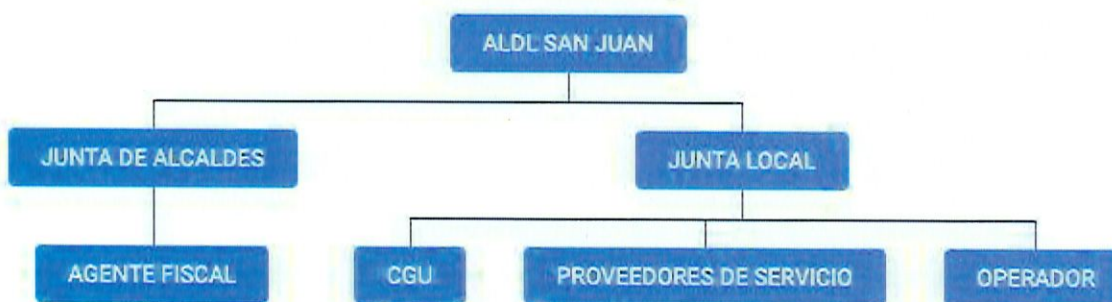 ALDL SAN JUAN
JUNTA DE ALCALDES
JUNTA LOCAL
AGENTE FISCAL
CGU
PROVEEDORES DE SERVICIO
OPERADOR